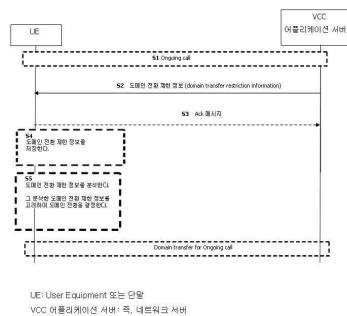 UE
VCC
어플리케이션 서버
S1 Ongoing call
S2 도메인 전환 제한 정보 (domain transfer restriction information)
S3 Ack 메시지
S4
도메인 전환 제한 정보를
저장한다.
S5
도메인 전환 제한 정보를 분석한다.
그 분석한 도메인 전환 제한 정보를
고려하여 도메인 전환을 결정한다.
Domain transfer for Ongoing call
UE: User Equipment 또는 단말
VCC 어플리케이션 서버: 즉, 네트워크 서버